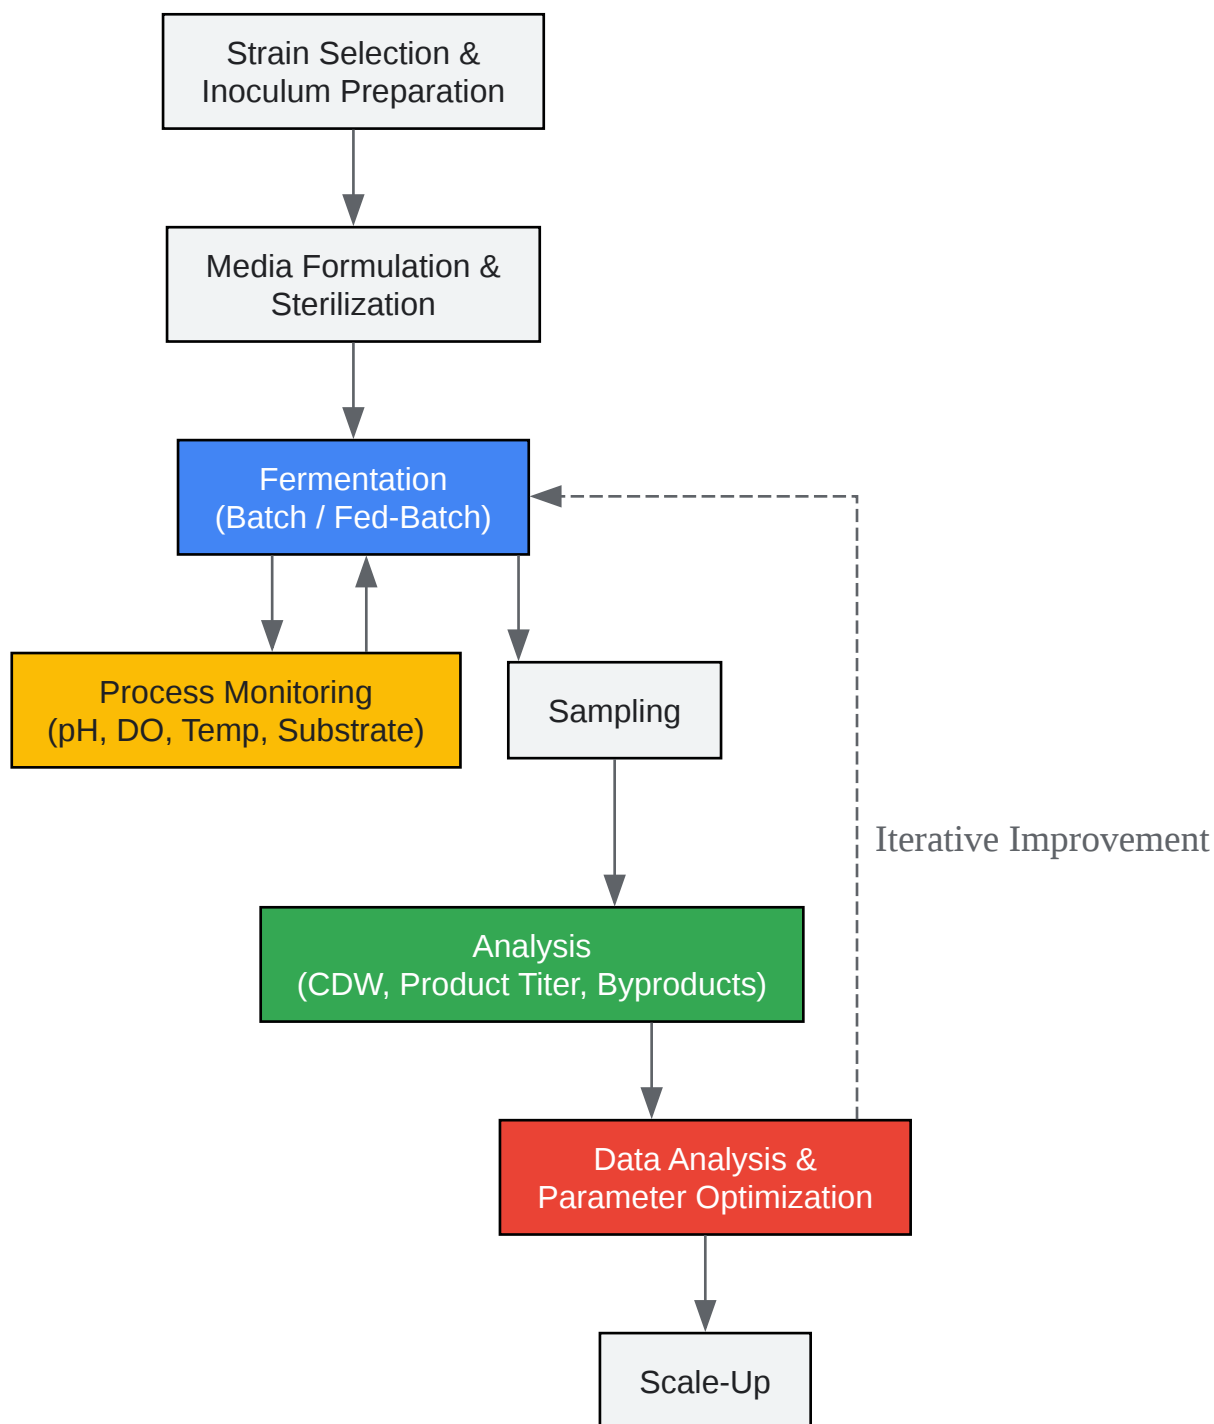 Strain Selection &
Inoculum Preparation
Media Formulation &
Sterilization
Fermentation
(Batch / Fed-Batch)
Process Monitoring
(pH, DO, Temp, Substrate)
Sampling
Iterative Improvement
Analysis
(CDW, Product Titer, Byproducts)
Data Analysis &
Parameter Optimization
Scale-Up